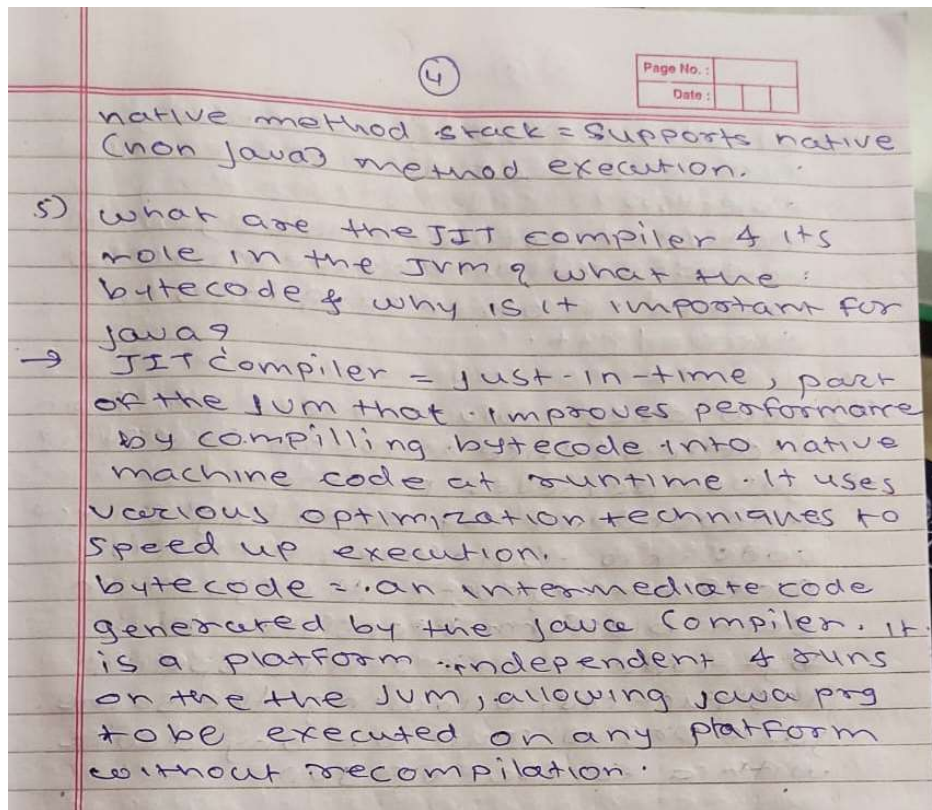 4
Page No. :
Date :
native method stack = Supports native
(non Java) method execution.
5) what are the JIT compiler & its
role in the Jvm ? what the
bytecode & why is it important for
java?
→ JIT Compiler = Just-in-time, part
of the Jvm that improves performance
by compilling bytecode into native
machine code at runtime. It uses
various optimization techniques to
speed up execution.
bytecode = an intermediate code
generated by the java Compiler. it
is a platform independent & runs
on the the Jvm, allowing java prg
to be executed on any platform
without recompilation.